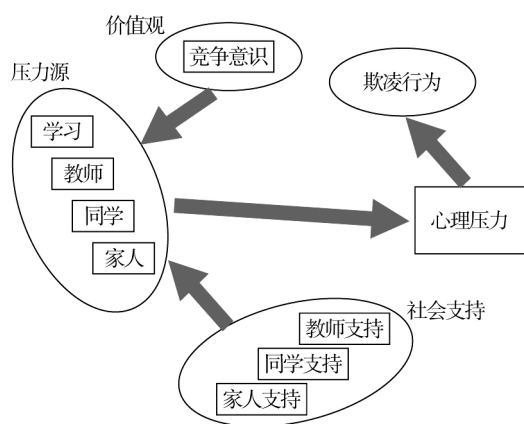 价值观
竞争意识
压力源
欺凌行为
学习
教师
同学
家人
心理压力
社会支持
教师支持
同学支持
家人支持